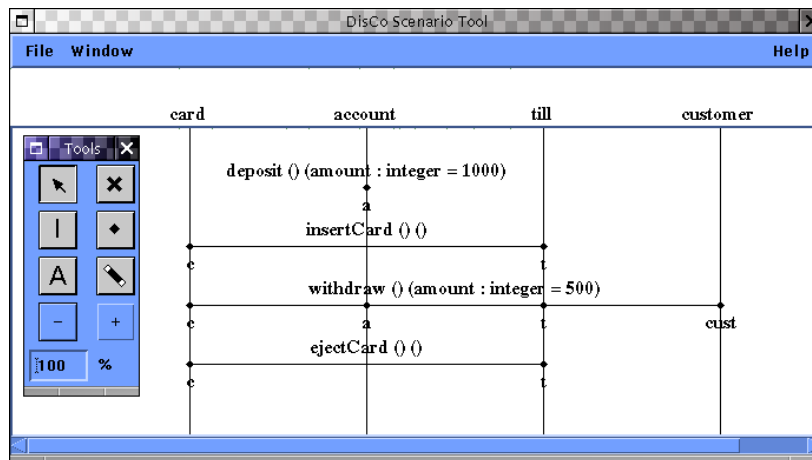 DisCo Scenario Tool
File Window Help
card account till customer
Tools
deposit () (amount : integer = 1000)
a
insertCard () ()
c t
A
withdraw () (amount : integer = 500)
c a t cust
- +
ejectCard () ()
100 %
c t